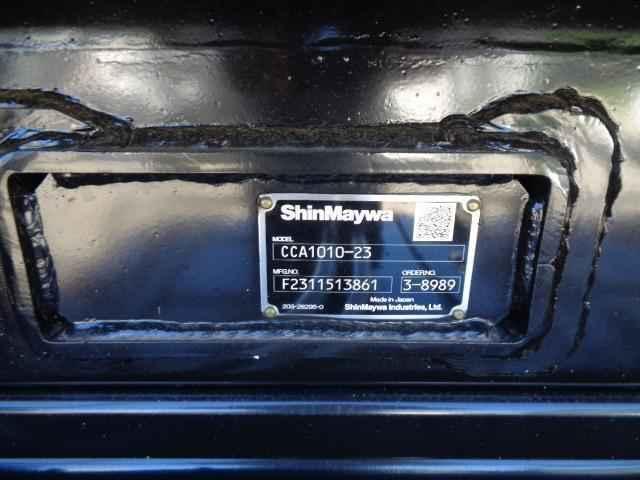 ShinMaywa
MODEL
CCA1010-23
MFG.NO. ORDER.NO.
F2311513861 3-8989
Made in Japan
203-28295-0 ShinMaywa Industries, Ltd.